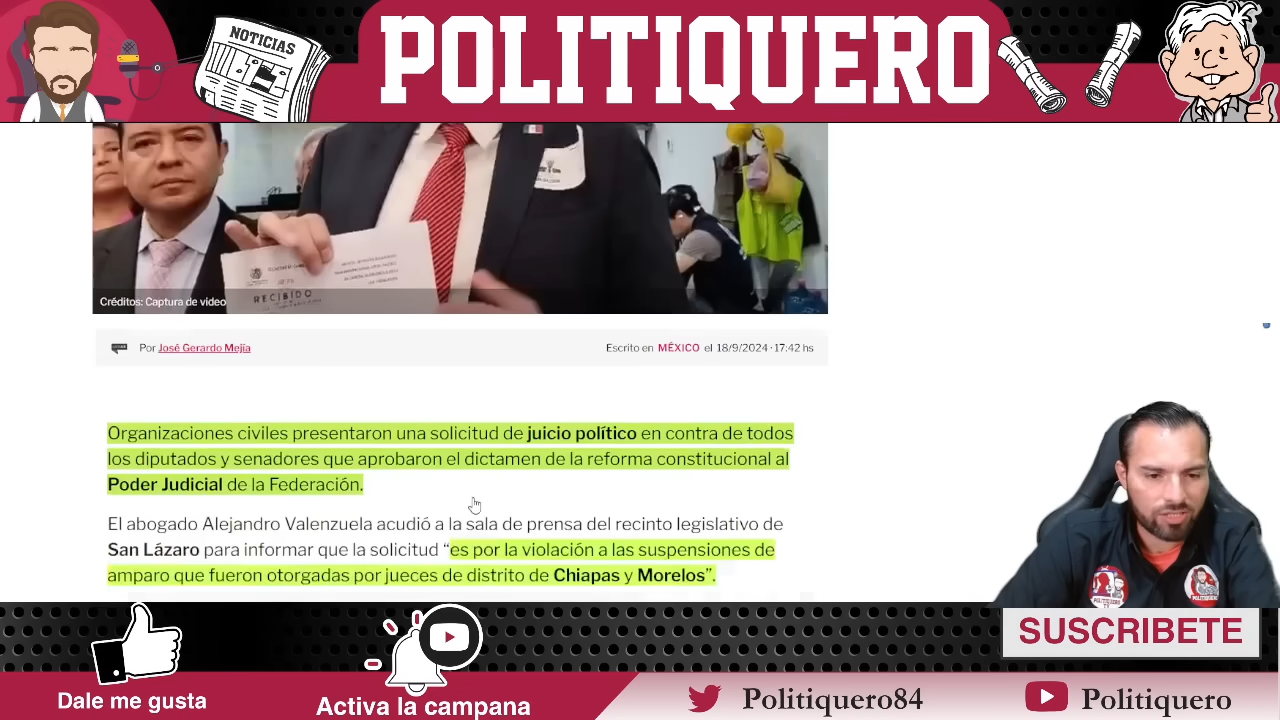 NOTICIAS
POLITIQUERO
RECIBIDO
Créditos: Captura de video
Por José Gerardo Mejía
Escrito en MÉXICO el 18/9/2024 · 17:42 hs
Organizaciones civiles presentaron una solicitud de juicio político en contra de todos
los diputados y senadores que aprobaron el dictamen de la reforma constitucional al
Poder Judicial de la Federación.
El abogado Alejandro Valenzuela acudió a la sala de prensa del recinto legislativo de
San Lázaro para informar que la solicitud “es por la violación a las suspensiones de
amparo que fueron otorgadas por jueces de distrito de Chiapas y Morelos”.
POLITIQUERO
POLITIQUERO
SUSCRIBETE
Dale me gusta
Activa la campana
Politiquero84
Politiquero